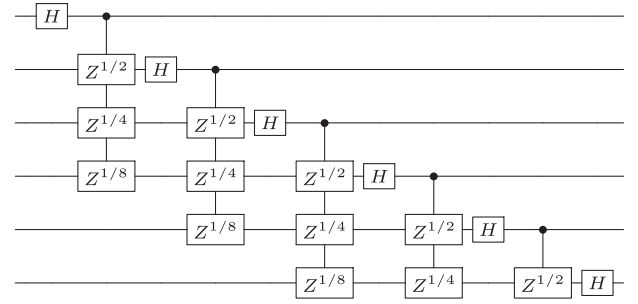 H
Z^{1/2} H
Z^{1/4} Z^{1/2} H
Z^{1/8} Z^{1/4} Z^{1/2} H
Z^{1/8} Z^{1/4} Z^{1/2} H
Z^{1/8} Z^{1/4} Z^{1/2} H